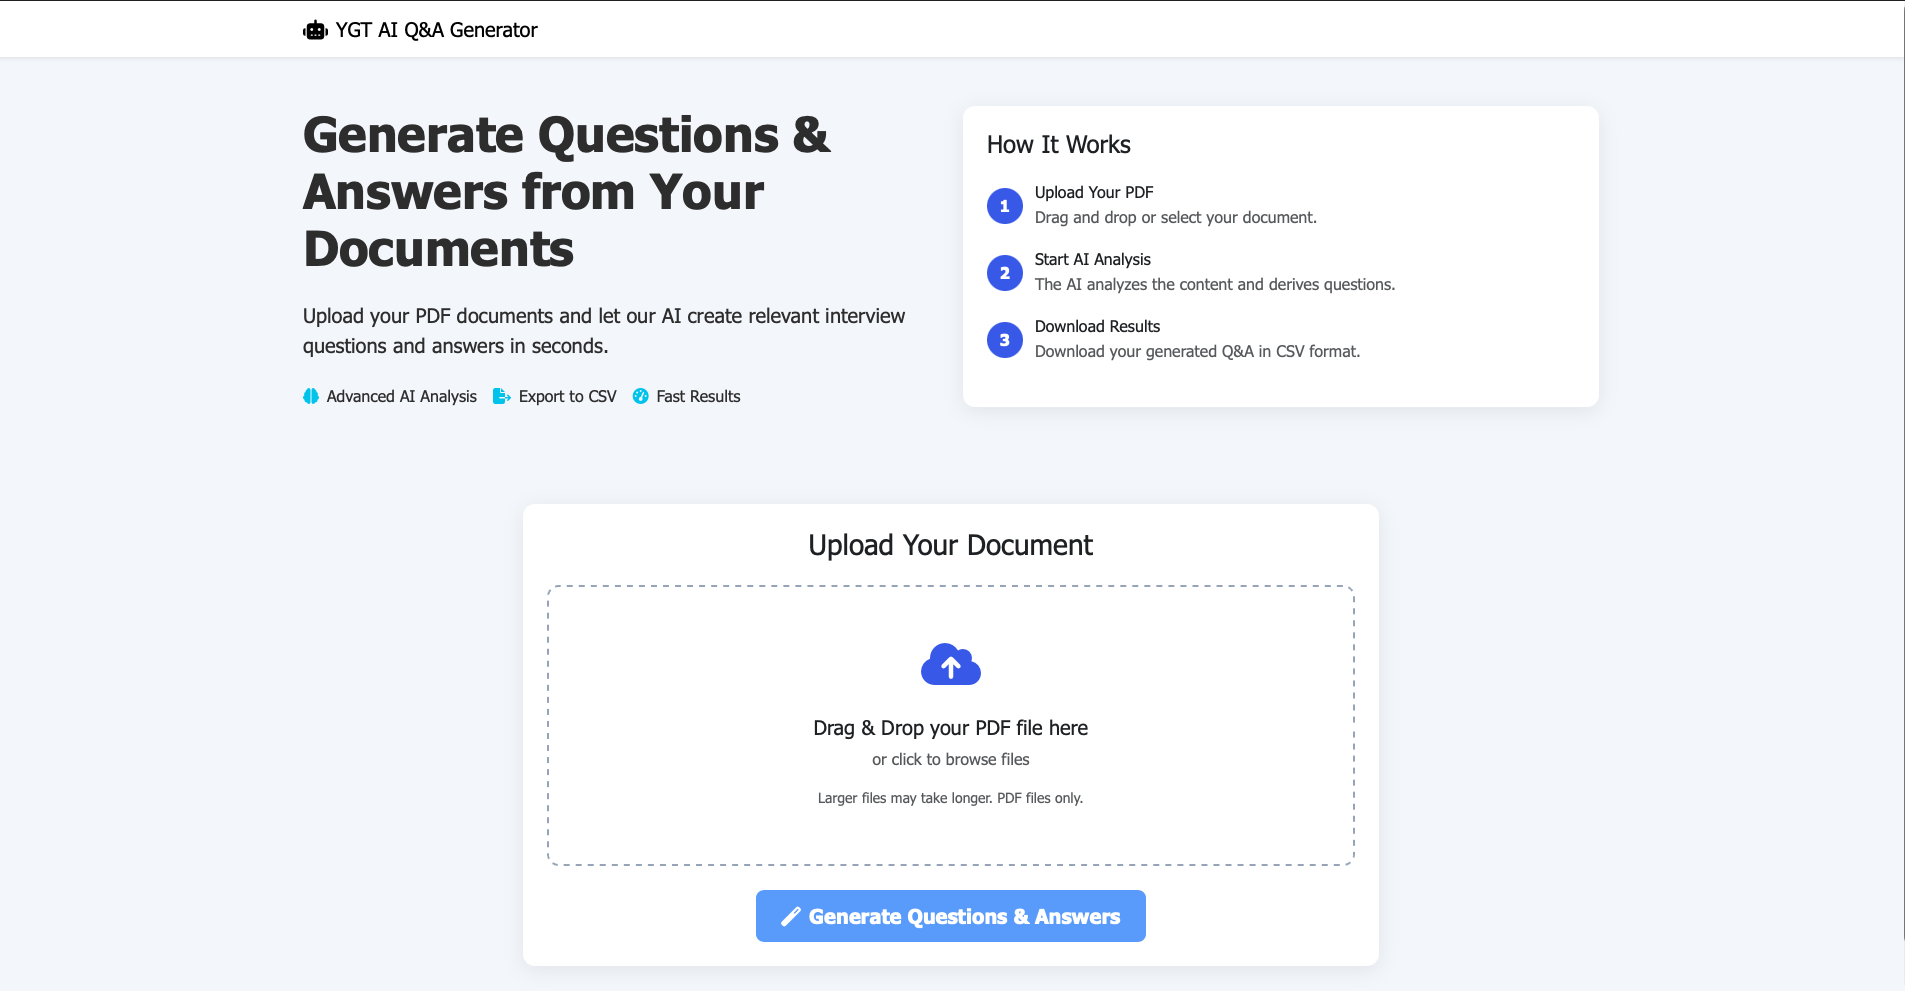 YGT AI Q&A Generator
Generate Questions &
Answers from Your
Documents
Upload your PDF documents and let our AI create relevant interview
questions and answers in seconds.
Advanced AI Analysis
Export to CSV
Fast Results
How It Works
1
Upload Your PDF
Drag and drop or select your document.
2
Start AI Analysis
The AI analyzes the content and derives questions.
3
Download Results
Download your generated Q&A in CSV format.
Upload Your Document
Drag & Drop your PDF file here
or click to browse files
Larger files may take longer. PDF files only.
Generate Questions & Answers